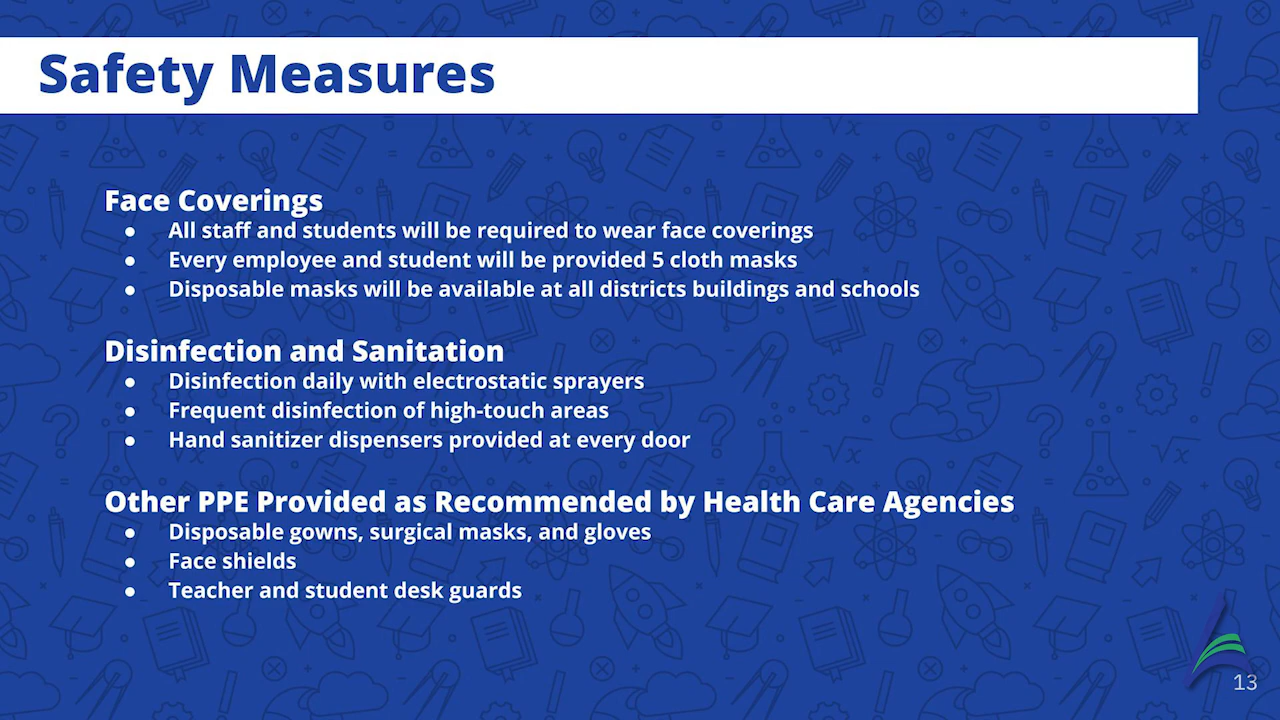 Safety Measures
Face Coverings
● All staff and students will be required to wear face coverings
● Every employee and student will be provided 5 cloth masks
● Disposable masks will be available at all districts buildings and schools
Disinfection and Sanitation
● Disinfection daily with electrostatic sprayers
● Frequent disinfection of high-touch areas
● Hand sanitizer dispensers provided at every door
Other PPE Provided as Recommended by Health Care Agencies
● Disposable gowns, surgical masks, and gloves
● Face shields
● Teacher and student desk guards
13